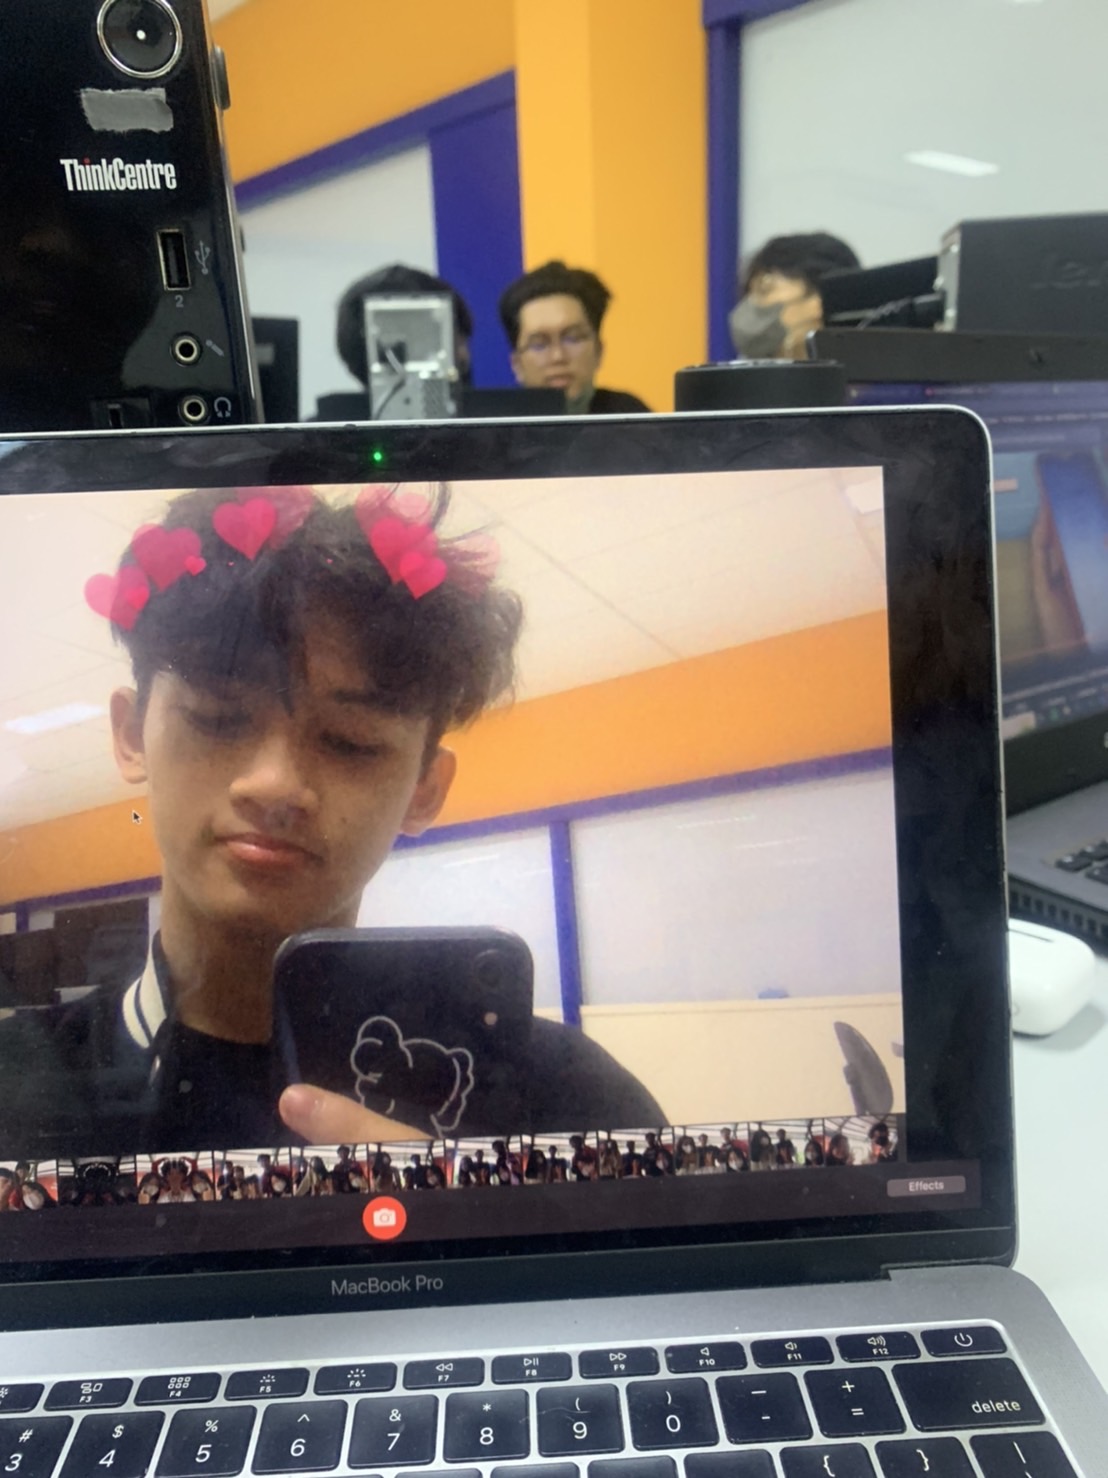 ThinkCentre
2
Effects
MacBook Pro
F3
F4
F5
F6
F7
F8
F9
F10
F11
F12
# $ % ^ & * ( ) — +
3 4 5 6 7 8 9 0 - = delete
{ } |